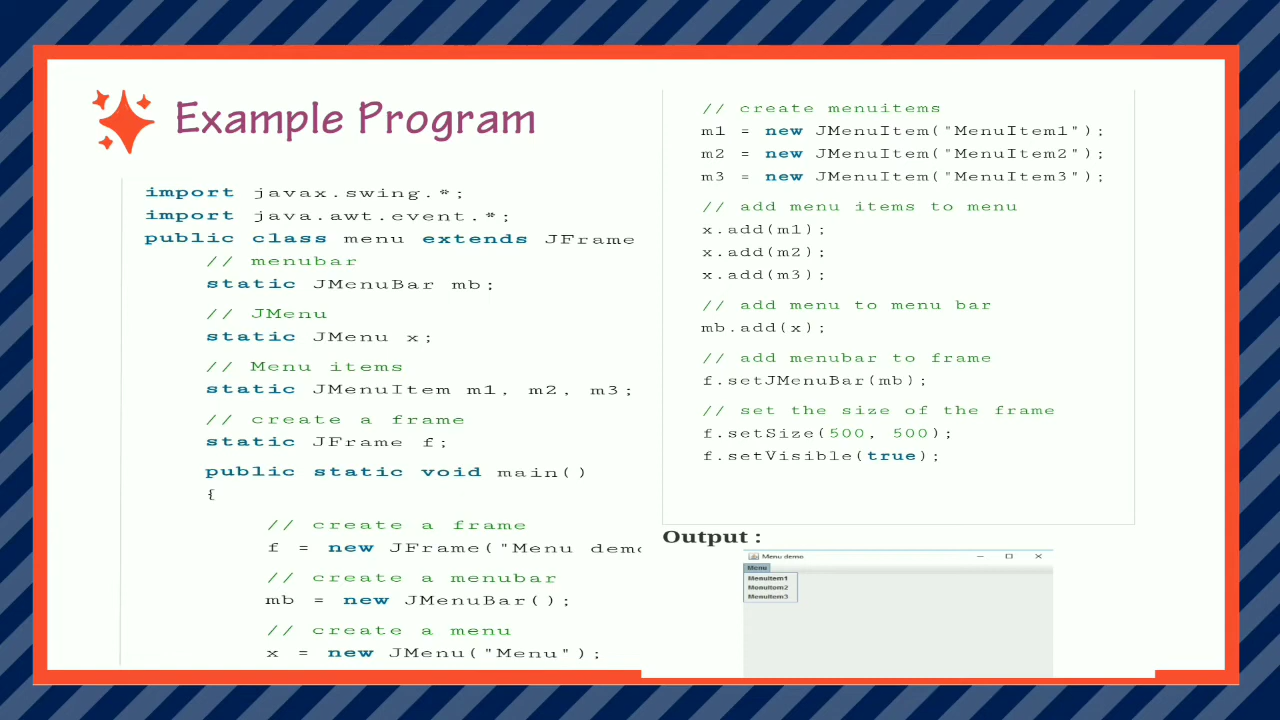 Example Program
import javax.swing.*;
import java.awt.event.*;
public class menu extends JFrame
// menubar
static JMenuBar mb;
// JMenu
static JMenu x;
// Menu items
static JMenuItem m1, m2, m3;
// create a frame
static JFrame f;
public static void main()
{
// create a frame
f = new JFrame("Menu demo
// create a menubar
mb = new JMenuBar();
// create a menu
x = new JMenu("Menu");
// create menuitems
m1 = new JMenuItem("MenuItem1");
m2 = new JMenuItem("MenuItem2");
m3 = new JMenuItem("MenuItem3");
// add menu items to menu
x.add(m1);
x.add(m2);
x.add(m3);
// add menu to menu bar
mb.add(x);
// add menubar to frame
f.setJMenuBar(mb);
// set the size of the frame
f.setSize(500, 500);
f.setVisible(true);
Output :
Menu demo
Menu
MenuItem1
MenuItem2
MenuItem3